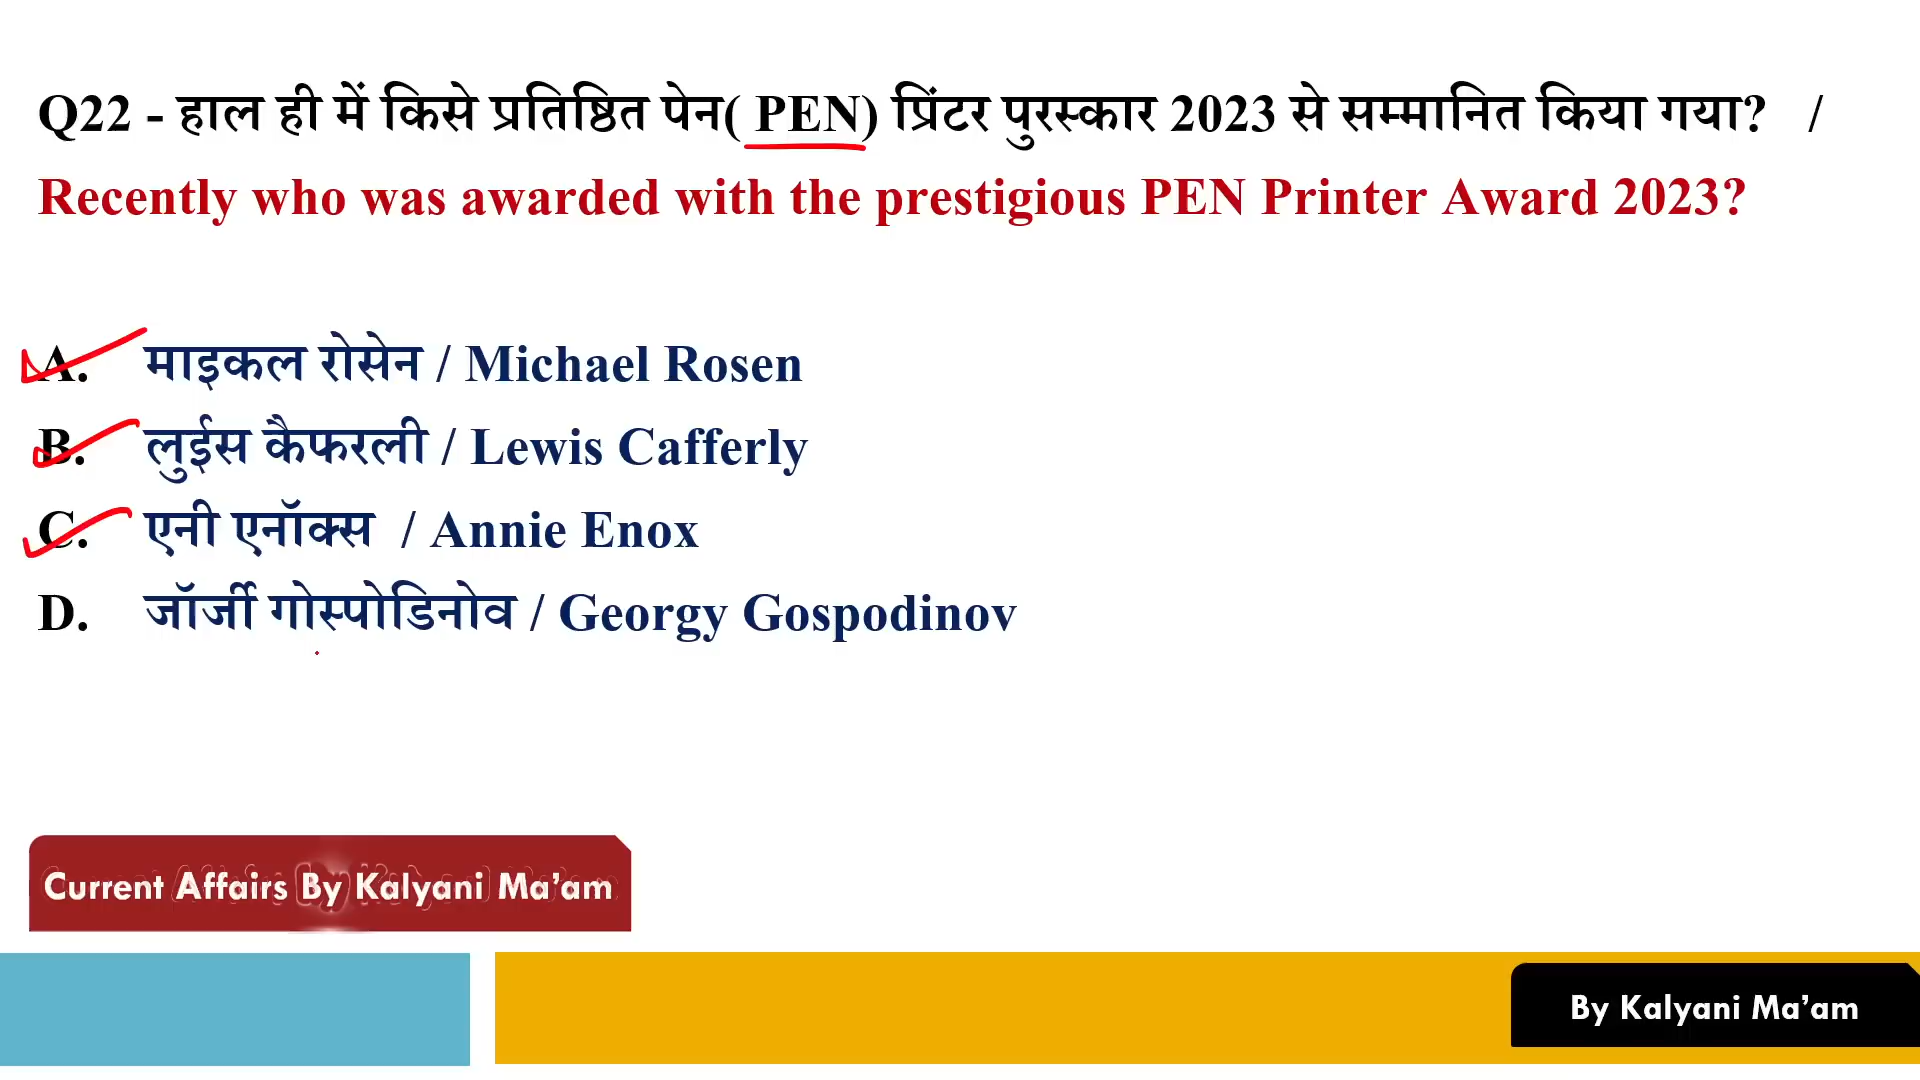 Q22 - हाल ही में किसे प्रतिष्ठित पेन( PEN) प्रिंटर पुरस्कार 2023 से सम्मानित किया गया? /
Recently who was awarded with the prestigious PEN Printer Award 2023?
A. माइकल रोसेन / Michael Rosen
B. लुईस कैफरली / Lewis Cafferly
C. एनी एनॉक्स / Annie Enox
D. जॉर्जी गोस्पोडिनोव / Georgy Gospodinov
Current Affairs By Kalyani Ma’am
By Kalyani Ma’am